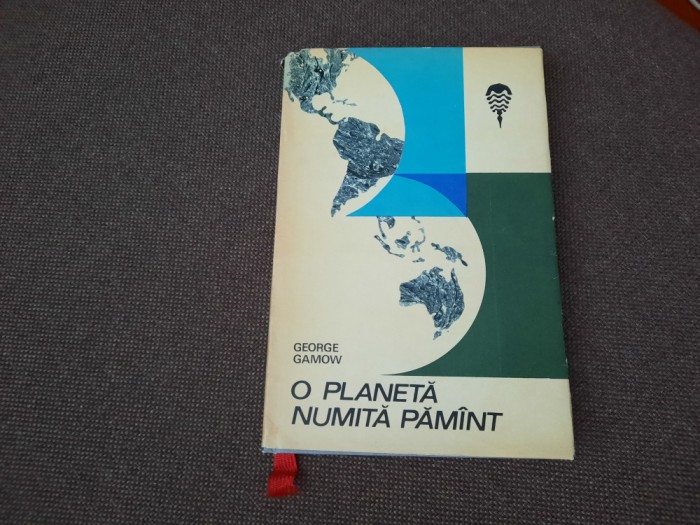 GEORGE
GAMOW
O PLANETĂ
NUMITĂ PĂMÎNT